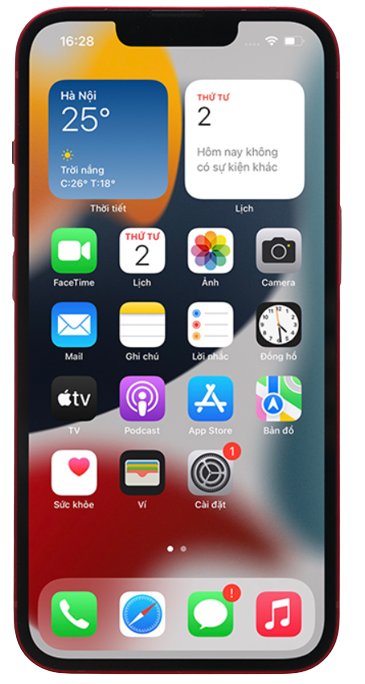 16:28
Hà Nội
25°
Trời nắng
C:26° T:18°
Thời tiết
THỨ TƯ
2
Hôm nay không
có sự kiện khác
Lịch
FaceTime
THỨ TƯ
2
Lịch
Ảnh
Camera
Mail
Ghi chú
Lời nhắc
Đồng hồ
tv
TV
Podcast
App Store
Bản đồ
1
Sức khỏe
Ví
Cài đặt
!